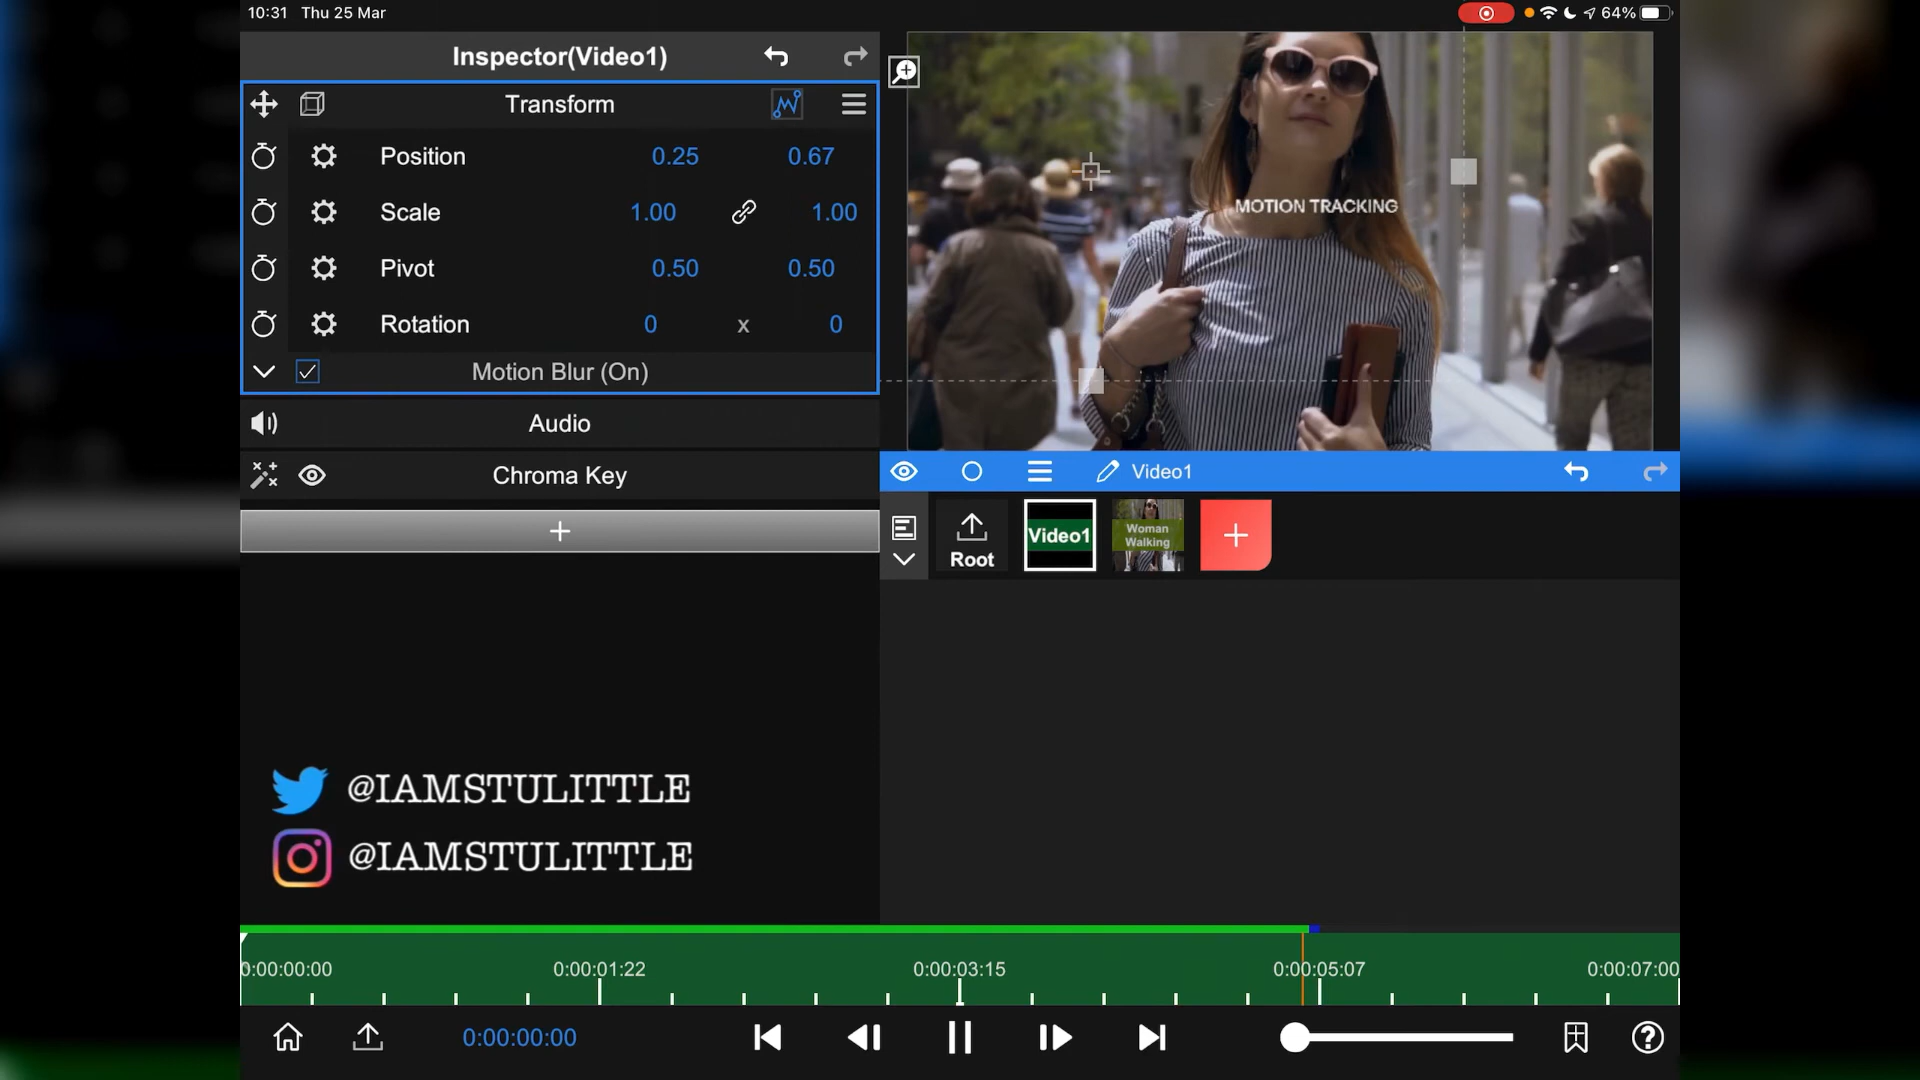 10:31 Thu 25 Mar
64%
Inspector(Video1)
Transform
Position 0.25 0.67
Scale 1.00 1.00
Pivot 0.50 0.50
Rotation 0 x 0
Motion Blur (On)
Audio
Chroma Key
MOTION TRACKING
Video1
Root
Video1
Woman
Walking
@IAMSTULITTLE
@IAMSTULITTLE
0:00:00:00 0:00:01:22 0:00:03:15 0:00:05:07 0:00:07:00
0:00:00:00